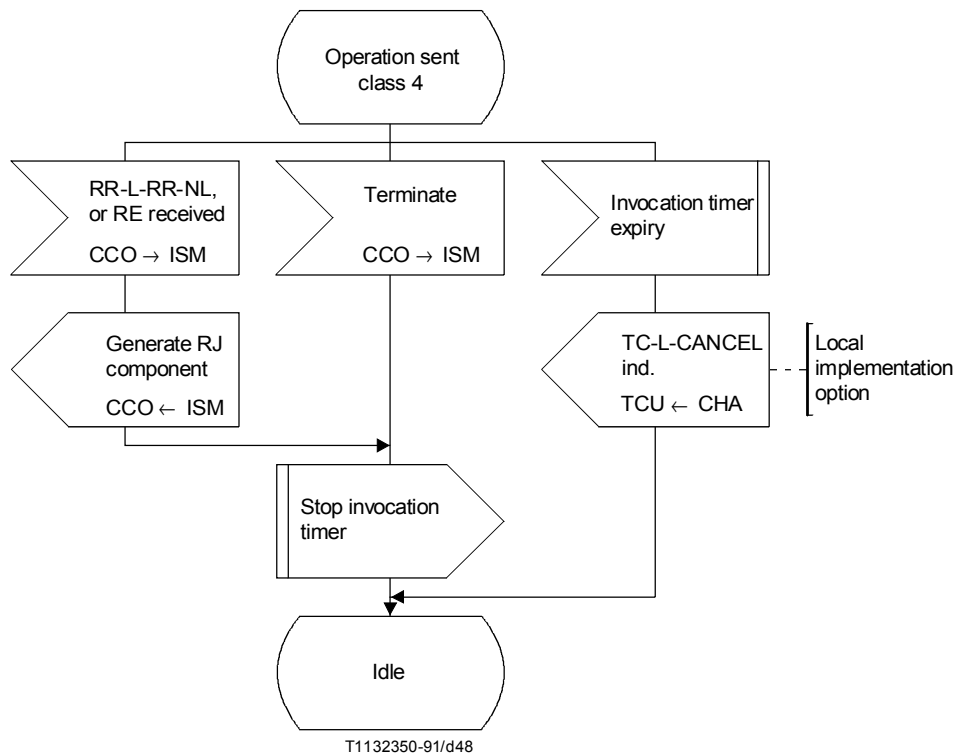 Operation sent
class 4
RR-L-RR-NL,
or RE received
CCO → ISM
Terminate
CCO → ISM
Invocation timer
expiry
Generate RJ
component
CCO ← ISM
TC-L-CANCEL
ind.
TCU ← CHA
Local
implementation
option
Stop invocation
timer
Idle
T1132350-91/d48